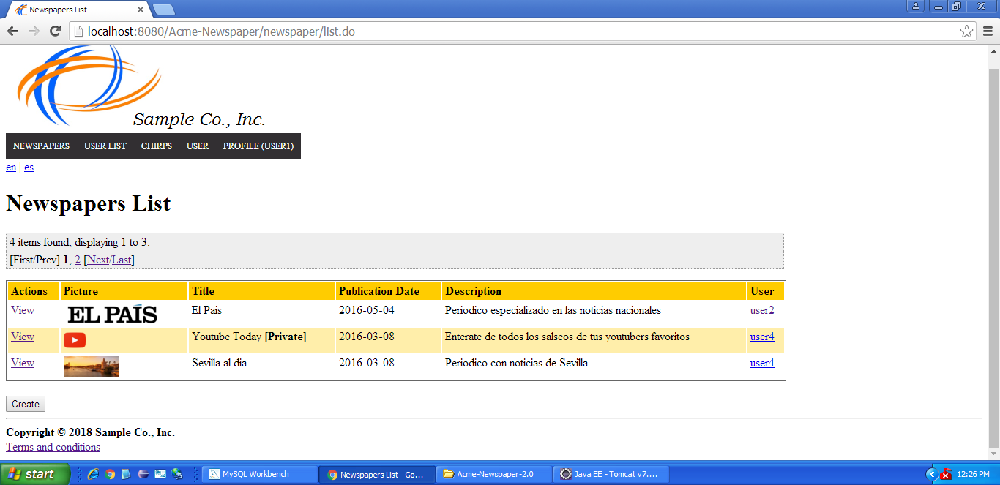 Newspapers List
localhost:8080/Acme-Newspaper/newspaper/list.do
Sample Co., Inc.
NEWSPAPERS USER LIST CHIRPS USER PROFILE (USER1)
en | es
Newspapers List
4 items found, displaying 1 to 3.
[First/Prev] 1, 2 [Next/Last]
Actions Picture Title Publication Date Description User
View EL PAÍS El Pais 2016-05-04 Periodico especializado en las noticias nacionales user2
View Youtube Today [Private] 2016-03-08 Enterate de todos los salseos de tus youtubers favoritos user4
View Sevilla al dia 2016-03-08 Periodico con noticias de Sevilla user4
Create
Copyright © 2018 Sample Co., Inc.
Terms and conditions
start MySQL Workbench Newspapers List - Go... Acme-Newspaper-2.0 Java EE - Tomcat v7.... 12:26 PM